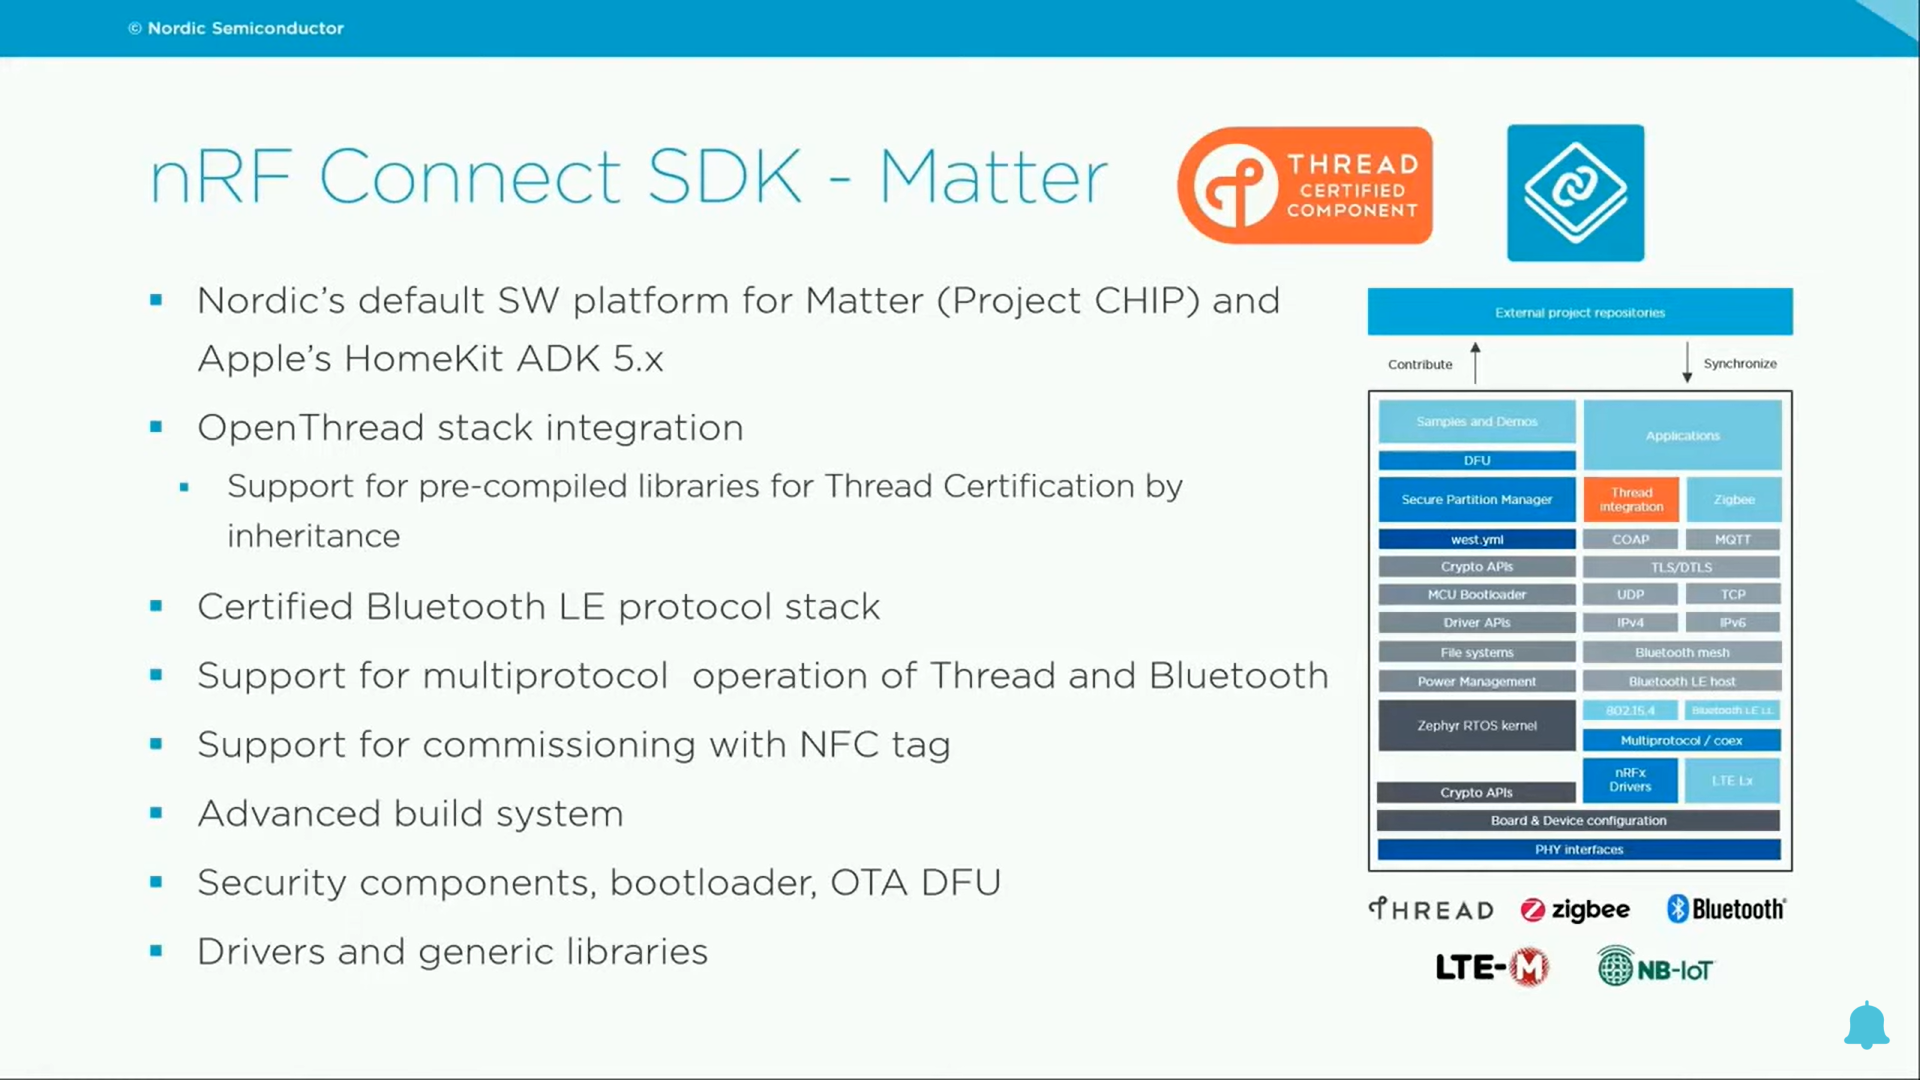 © Nordic Semiconductor
nRF Connect SDK - Matter
THREAD
CERTIFIED
COMPONENT
Nordic's default SW platform for Matter (Project CHIP) and
Apple's HomeKit ADK 5.x
OpenThread stack integration
Support for pre-compiled libraries for Thread Certification by
inheritance
Certified Bluetooth LE protocol stack
Support for multiprotocol operation of Thread and Bluetooth
Support for commissioning with NFC tag
Advanced build system
Security components, bootloader, OTA DFU
Drivers and generic libraries
External project repositories
Contribute
Synchronize
Samples and Demos
Applications
DFU
Secure Partition Manager
Thread
integration
Zigbee
west.yml
COAP
MQTT
Crypto APIs
TLS/DTLS
MCU Bootloader
UDP
TCP
Driver APIs
IPv4
IPv6
File systems
Bluetooth mesh
Power Management
Bluetooth LE host
Zephyr RTOS kernel
802.15.4
Bluetooth LE LL
Multiprotocol / coex
nRFx
Drivers
LTE Lx
Crypto APIs
Board & Device configuration
PHY interfaces
THREAD
zigbee
Bluetooth®
LTE-M
NB-IoT